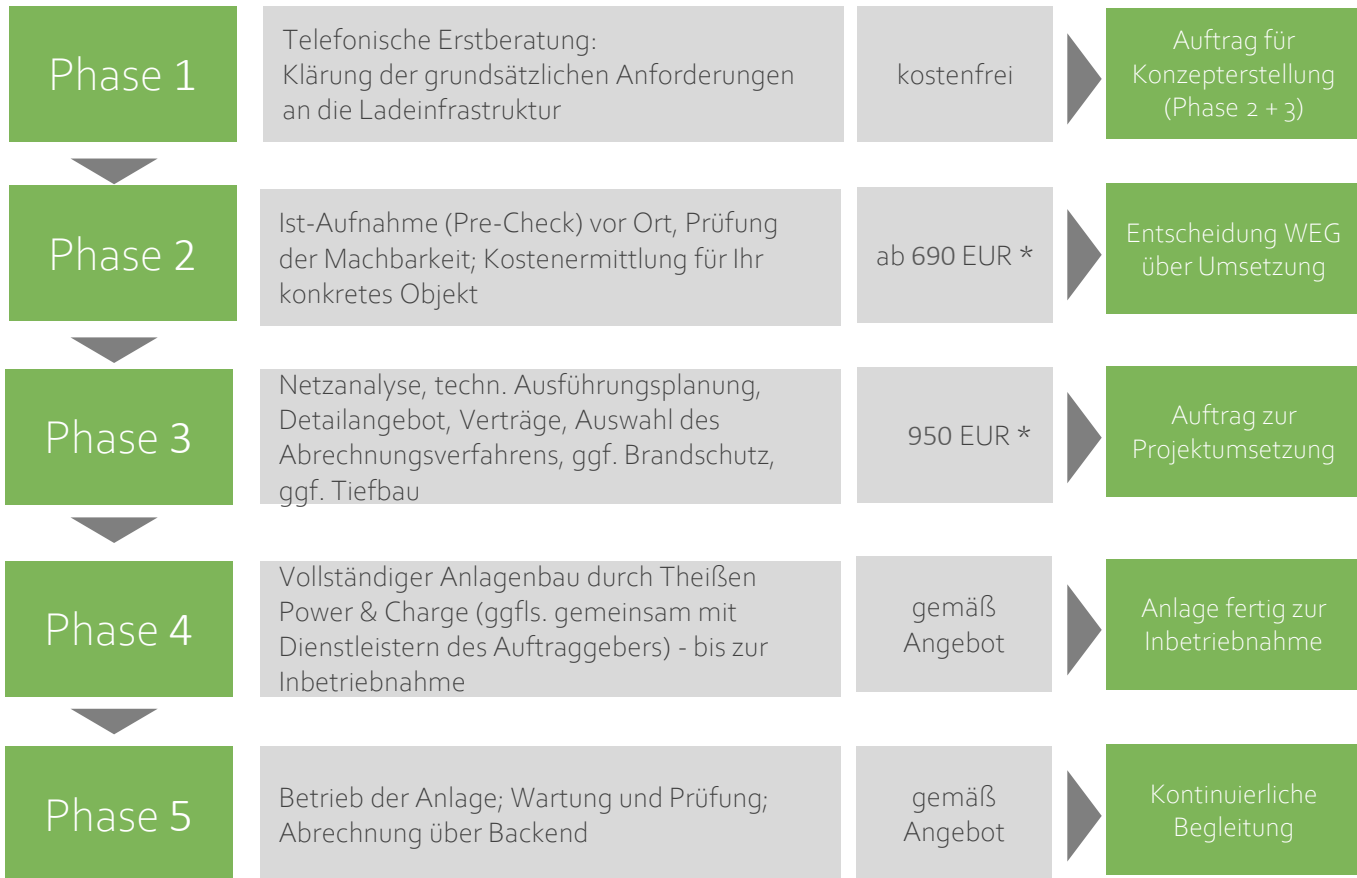 Phase 1
Telefonische Erstberatung:
Klärung der grundsätzlichen Anforderungen
an die Ladeinfrastruktur
kostenfrei
Auftrag für
Konzepterstellung
(Phase 2 + 3)
Phase 2
Ist-Aufnahme (Pre-Check) vor Ort, Prüfung
der Machbarkeit; Kostenermittlung für Ihr
konkretes Objekt
ab 690 EUR *
Entscheidung WEG
über Umsetzung
Phase 3
Netzanalyse, techn. Ausführungsplanung,
Detailangebot, Verträge, Auswahl des
Abrechnungsverfahrens, ggf. Brandschutz,
ggf. Tiefbau
950 EUR *
Auftrag zur
Projektumsetzung
Phase 4
Vollständiger Anlagenbau durch Theißen
Power & Charge (ggfls. gemeinsam mit
Dienstleistern des Auftraggebers) - bis zur
Inbetriebnahme
gemäß
Angebot
Anlage fertig zur
Inbetriebnahme
Phase 5
Betrieb der Anlage; Wartung und Prüfung;
Abrechnung über Backend
gemäß
Angebot
Kontinuierliche
Begleitung